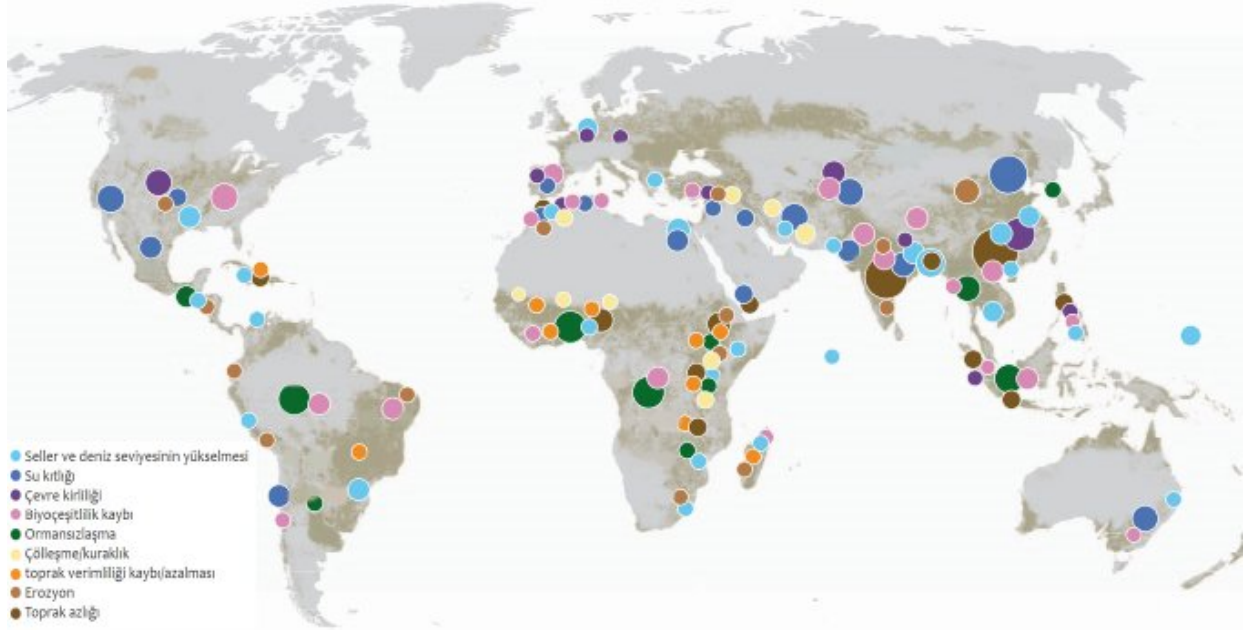 Seller ve deniz seviyesinin yükselmesi
Su kıtlığı
Çevre kirliliği
Biyoçeşitlilik kaybı
Ormansızlaşma
Çölleşme/kuraklık
toprak verimliliği kaybı/azalması
Erozyon
Toprak azlığı